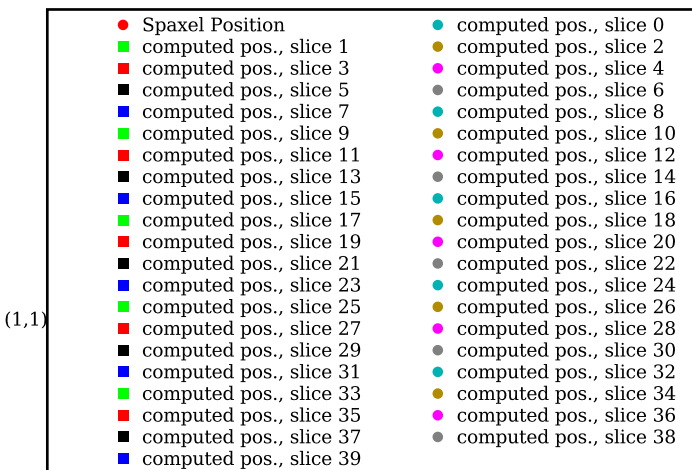 Spaxel Position
computed pos., slice 1
computed pos., slice 3
computed pos., slice 5
computed pos., slice 7
computed pos., slice 9
computed pos., slice 11
computed pos., slice 13
computed pos., slice 15
computed pos., slice 17
computed pos., slice 19
computed pos., slice 21
computed pos., slice 23
computed pos., slice 25
computed pos., slice 27
computed pos., slice 29
computed pos., slice 31
computed pos., slice 33
computed pos., slice 35
computed pos., slice 37
computed pos., slice 39
computed pos., slice 0
computed pos., slice 2
computed pos., slice 4
computed pos., slice 6
computed pos., slice 8
computed pos., slice 10
computed pos., slice 12
computed pos., slice 14
computed pos., slice 16
computed pos., slice 18
computed pos., slice 20
computed pos., slice 22
computed pos., slice 24
computed pos., slice 26
computed pos., slice 28
computed pos., slice 30
computed pos., slice 32
computed pos., slice 34
computed pos., slice 36
computed pos., slice 38
(1,1)